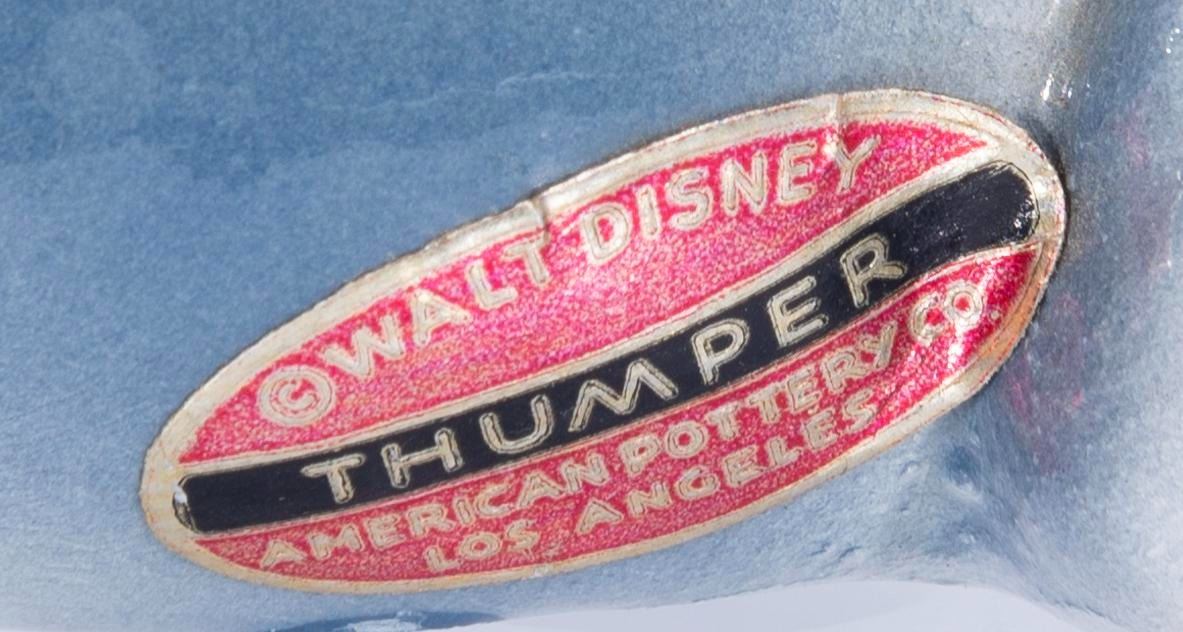 © WALT DISNEY
THUMPER
AMERICAN POTTERY CO.
LOS ANGELES